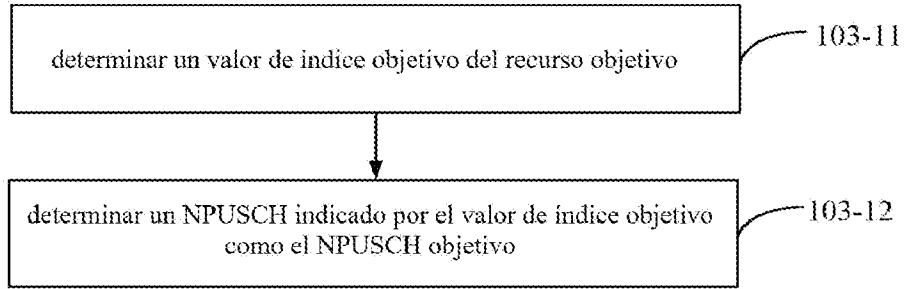 determinar un valor de índice objetivo del recurso objetivo
103-11
determinar un NPUSCH indicado por el valor de índice objetivo
como el NPUSCH objetivo
103-12